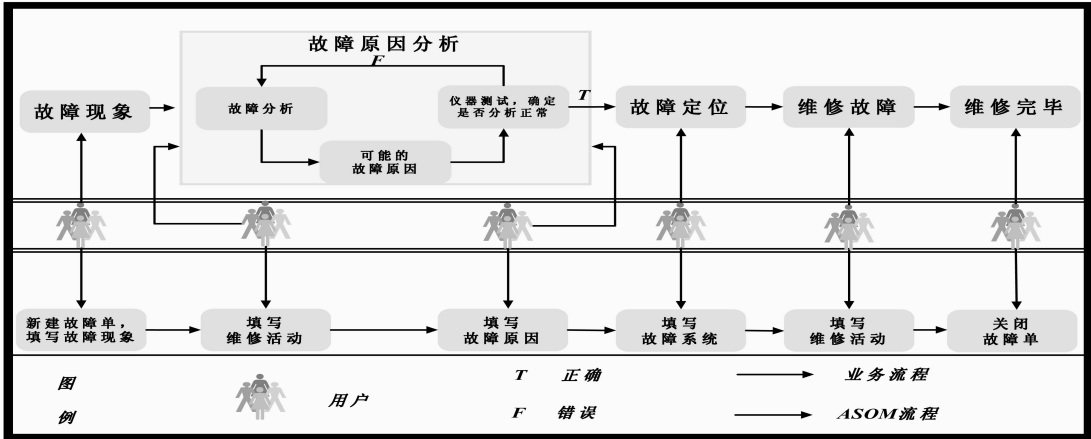 故障原因分析
F
故障现象
故障分析
仪器测试，确定
是否分析正常
T
故障定位
维修故障
维修完毕
可能的
故障原因
新建故障单，
填写故障现象
填写
维修活动
填写
故障原因
填写
故障系统
填写
维修活动
关闭
故障单
图
例
用户
T 正确
F 错误
业务流程
ASOM流程